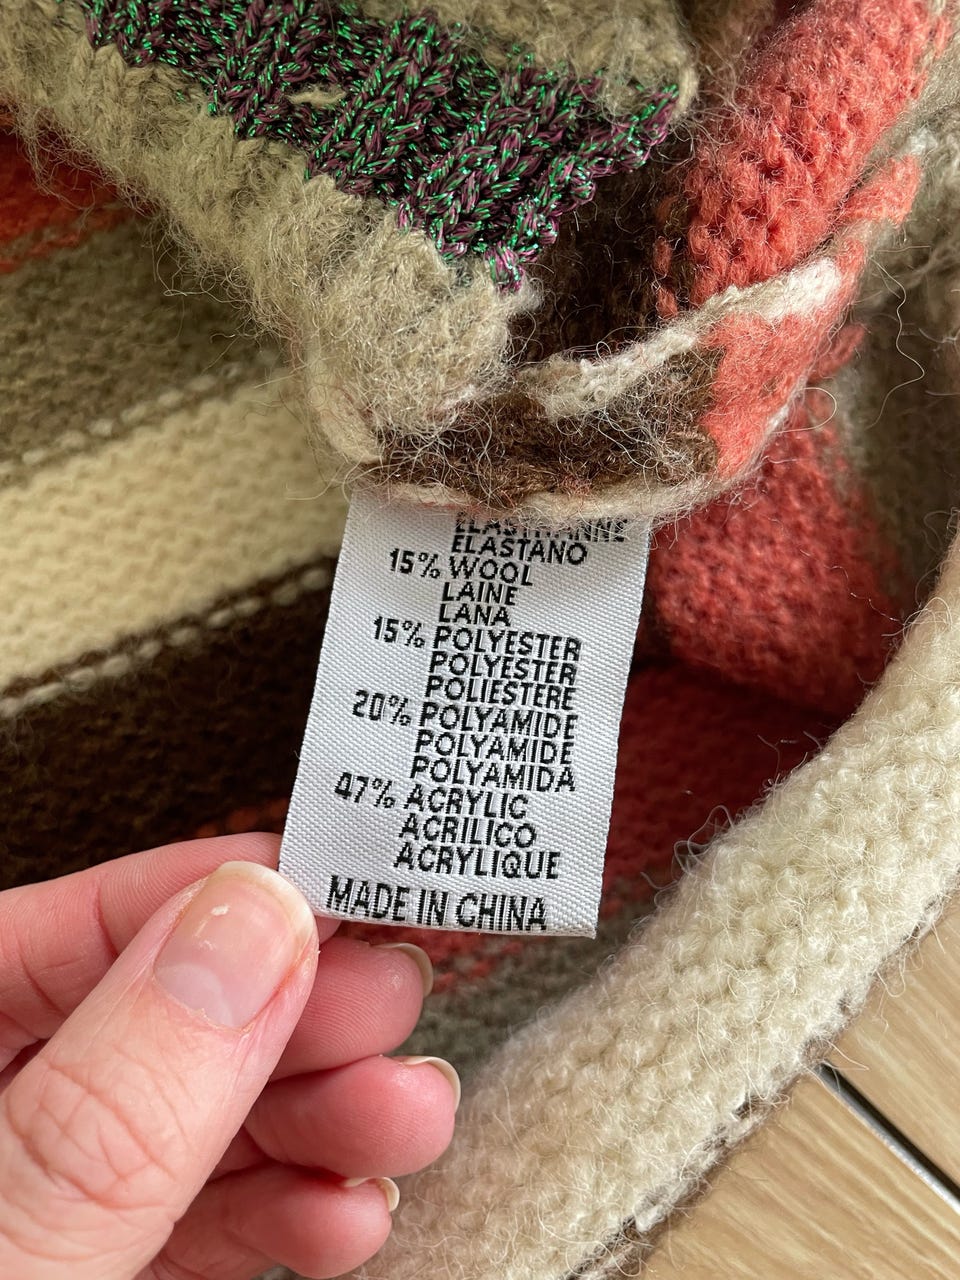 ELASTHANNE
ELASTANO
15% WOOL
LAINE
LANA
15% POLYESTER
POLYESTER
POLIESTERE
20% POLYAMIDE
POLYAMIDE
POLYAMIDA
47% ACRYLIC
ACRILICO
ACRYLIQUE
MADE IN CHINA